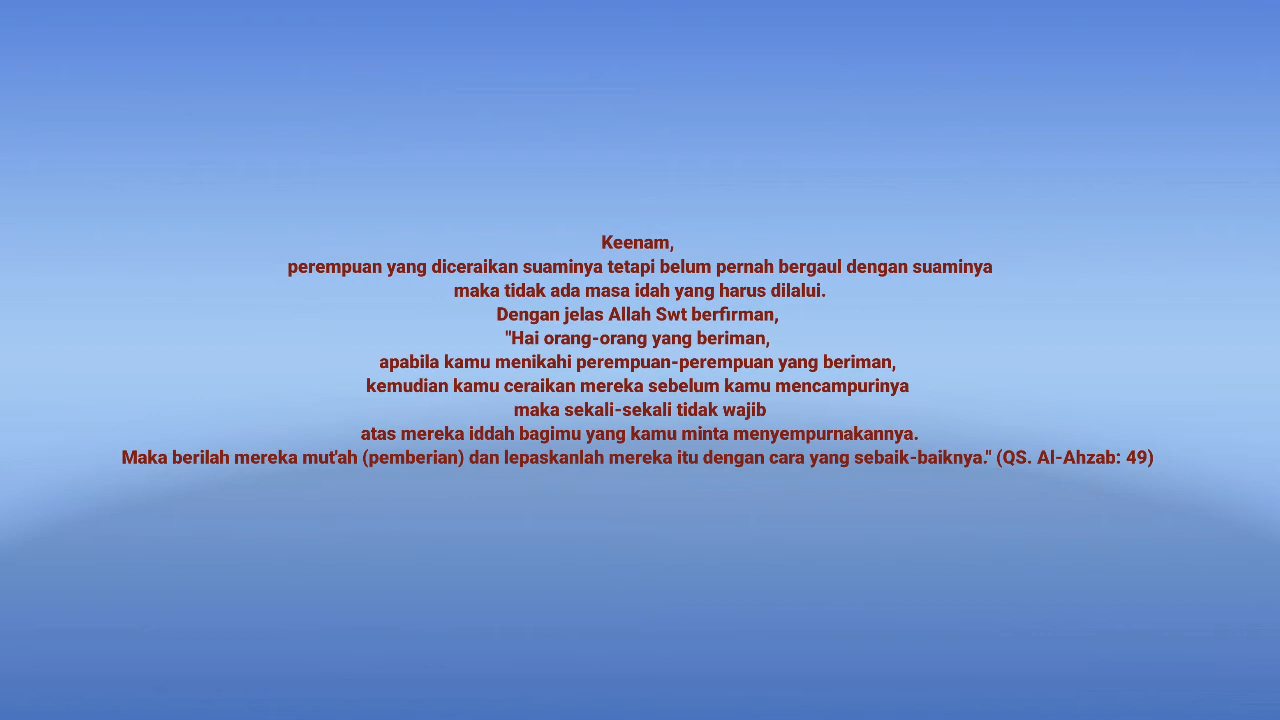 Keenam,
perempuan yang diceraikan suaminya tetapi belum pernah bergaul dengan suaminya
maka tidak ada masa idah yang harus dilalui.
Dengan jelas Allah Swt berfirman,
"Hai orang-orang yang beriman,
apabila kamu menikahi perempuan-perempuan yang beriman,
kemudian kamu ceraikan mereka sebelum kamu mencampurinya
maka sekali-sekali tidak wajib
atas mereka iddah bagimu yang kamu minta menyempurnakannya.
Maka berilah mereka mut'ah (pemberian) dan lepaskanlah mereka itu dengan cara yang sebaik-baiknya." (QS. Al-Ahzab: 49)